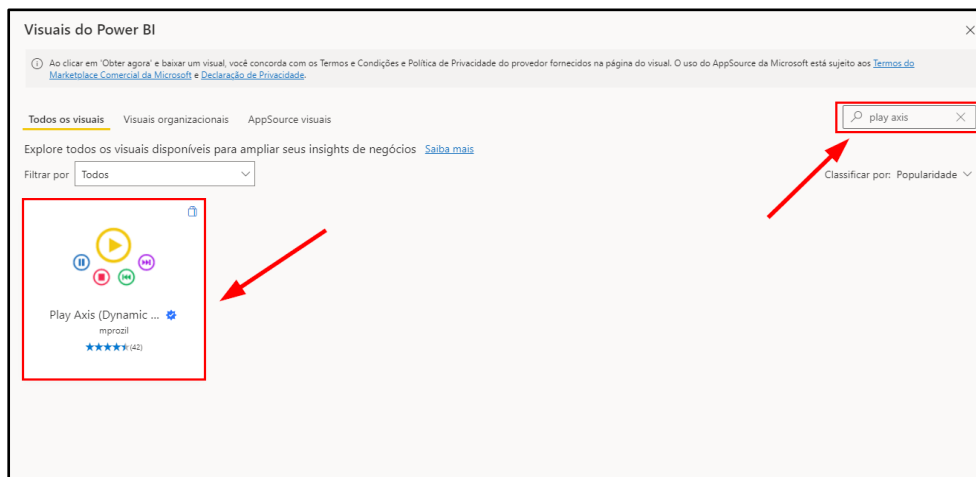 Visuais do Power BI
Ao clicar em 'Obter agora' e baixar um visual, você concorda com os Termos e Condições e Política de Privacidade do provedor fornecidos na página do visual. O uso do AppSource da Microsoft está sujeito aos Termos do
Marketolace Comercial da Microsoft e Declaração de Privacidade.
Todos os visuais Visuais organizacionais AppSource visuais
play axis
Explore todos os visuais disponíveis para ampliar seus insights de negócios Saiba mais
Filtrar por Todos
Classificar por: Popularidade
Play Axis (Dynamic ...
mprozil
(42)